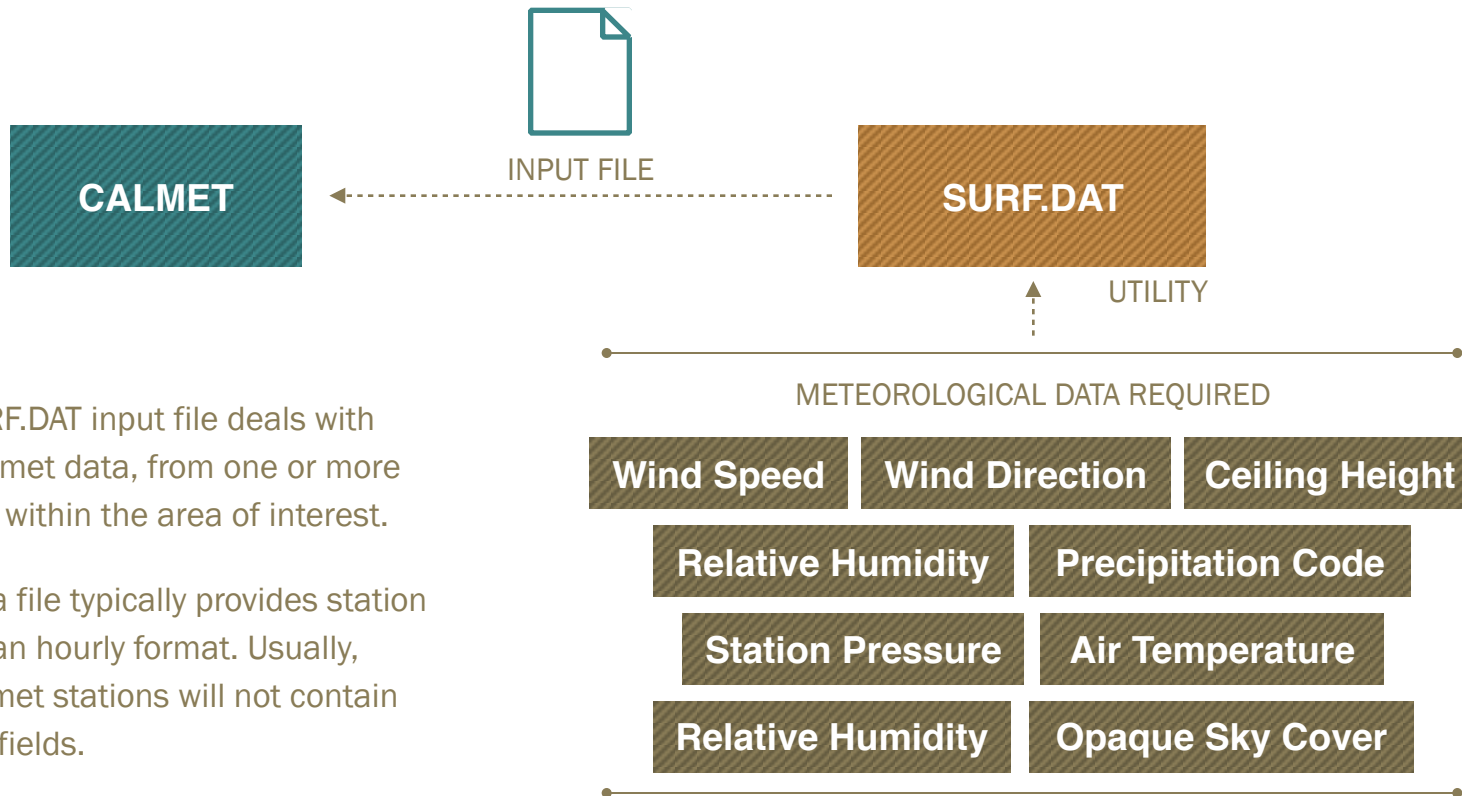 INPUT FILE
CALMET
SURF.DAT
UTILITY
METEOROLOGICAL DATA REQUIRED
Wind Speed
Wind Direction
Ceiling Height
Relative Humidity
Precipitation Code
Station Pressure
Air Temperature
Relative Humidity
Opaque Sky Cover
RF.DAT input file deals with
met data, from one or more
within the area of interest.
file typically provides station
an hourly format. Usually,
met stations will not contain
fields.